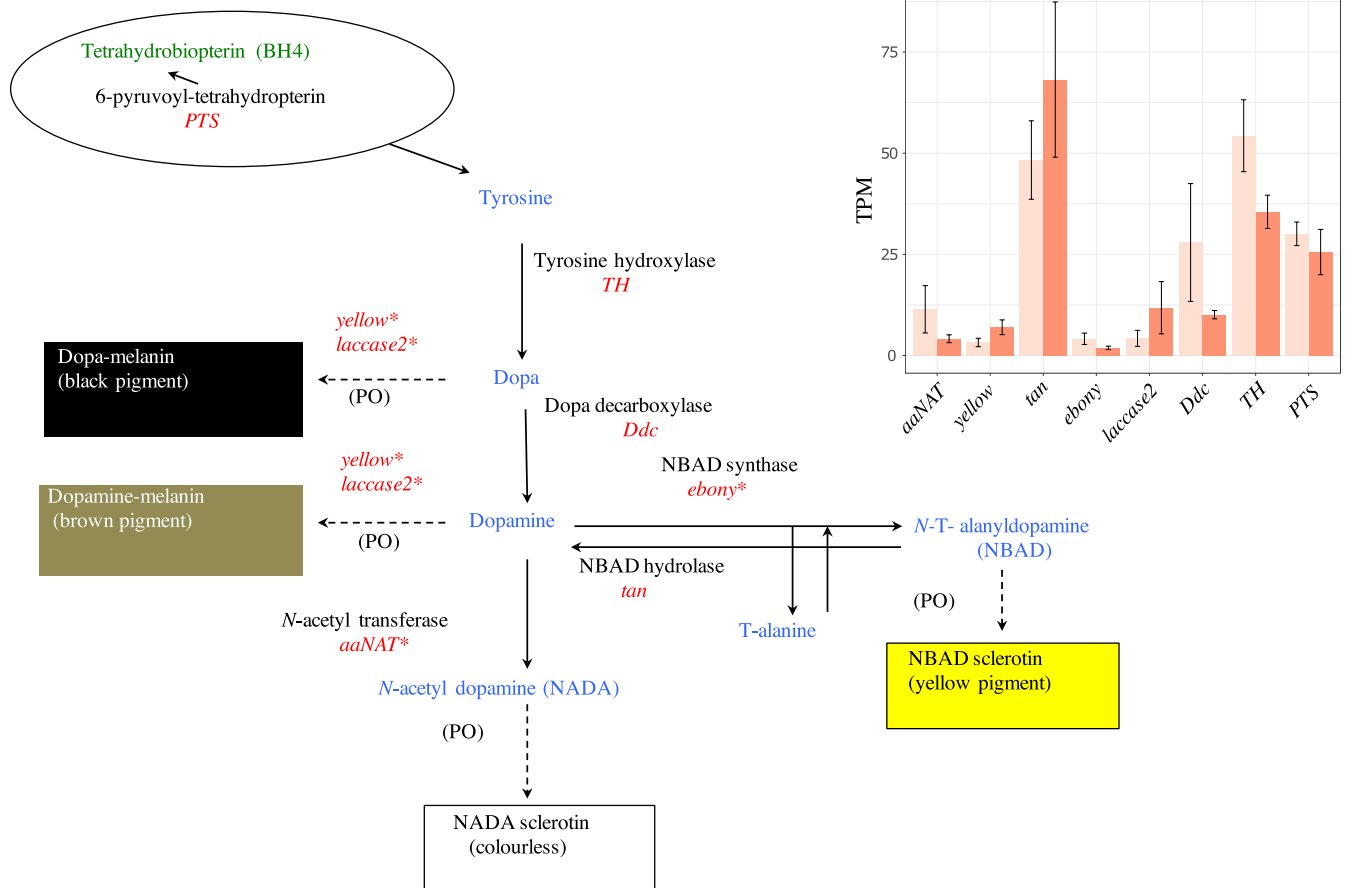 Tetrahydrobiopterin (BH4)
6-pyruvoyl-tetrahydropterin
PTS
Tyrosine
Tyrosine hydroxylase
TH
yellow*
laccase2*
Dopa-melanin
(black pigment)
(PO)
Dopa
Dopa decarboxylase
Ddc
yellow*
laccase2*
Dopamine-melanin
(brown pigment)
(PO)
Dopamine
NBAD synthase
ebony*
N-T- alanyldopamine
(NBAD)
NBAD hydrolase
tan
T-alanine
(PO)
NBAD sclerotin
(yellow pigment)
N-acetyl transferase
aaNAT*
N-acetyl dopamine (NADA)
(PO)
NADA sclerotin
(colourless)
TPM
75
50
25
0
aaNAT
yellow
tan
ebony
laccase2
Ddc
TH
PTS